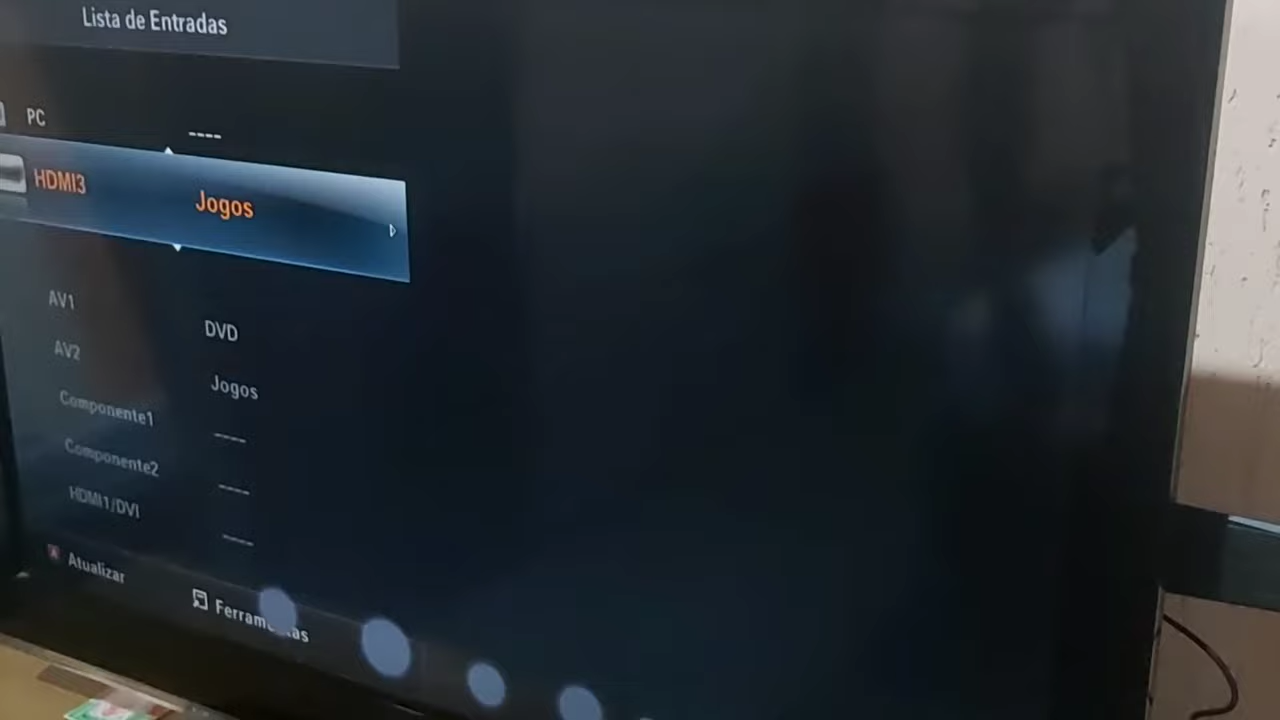 Lista de Entradas
PC ----
HDMI3 Jogos
AV1 DVD
AV2 Jogos
Componente1 ----
Componente2 ----
HDMI1/DVI ----
A Atualizar